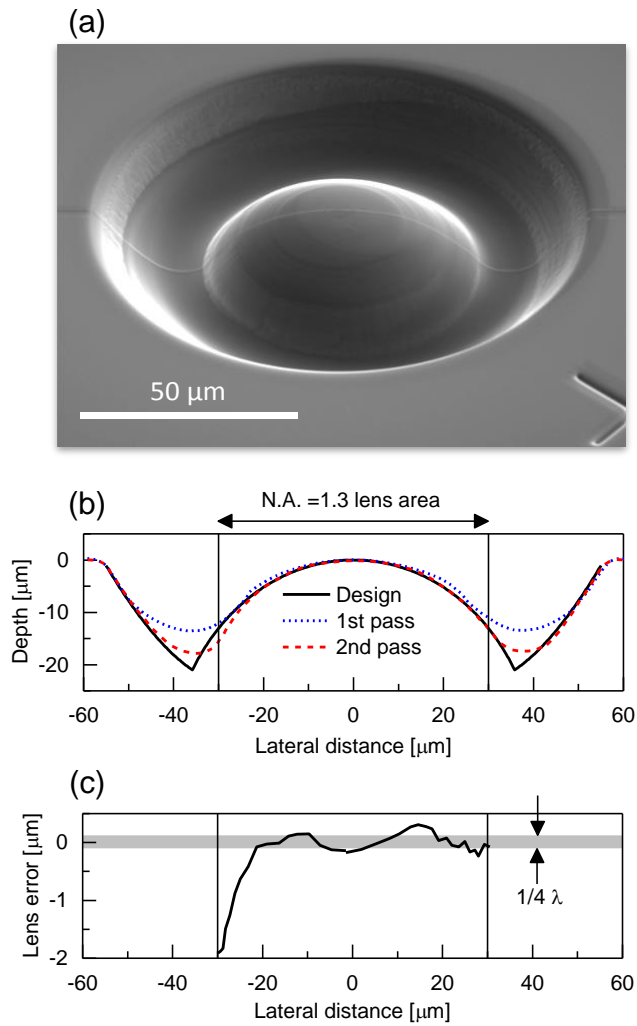 (a)
50 μm
(b)
N.A. =1.3 lens area
Depth [μm]
0
-10
-20
Design
1st pass
2nd pass
-60 -40 -20 0 20 40 60
Lateral distance [μm]
(c)
Lens error [μm]
0
-1
-2
1/4 λ
-60 -40 -20 0 20 40 60
Lateral distance [μm]